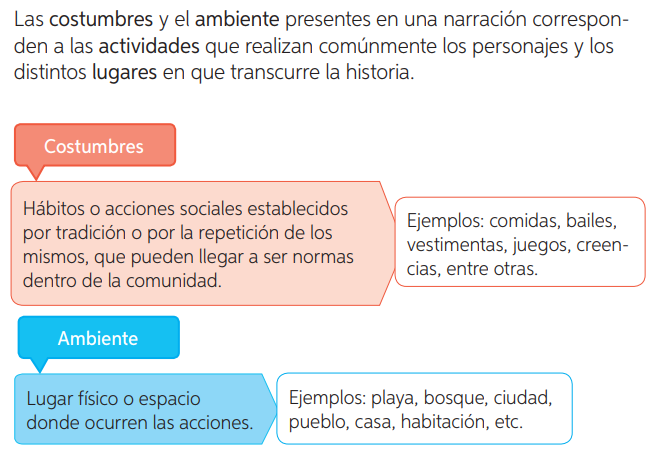 Las costumbres y el ambiente presentes en una narración correspon-
den a las actividades que realizan comúnmente los personajes y los
distintos lugares en que transcurre la historia.
Costumbres
Hábitos o acciones sociales establecidos
por tradición o por la repetición de los
mismos, que pueden llegar a ser normas
dentro de la comunidad.
Ejemplos: comidas, bailes,
vestimentas, juegos, creen-
cias, entre otras.
Ambiente
Lugar físico o espacio
donde ocurren las acciones.
Ejemplos: playa, bosque, ciudad,
pueblo, casa, habitación, etc.